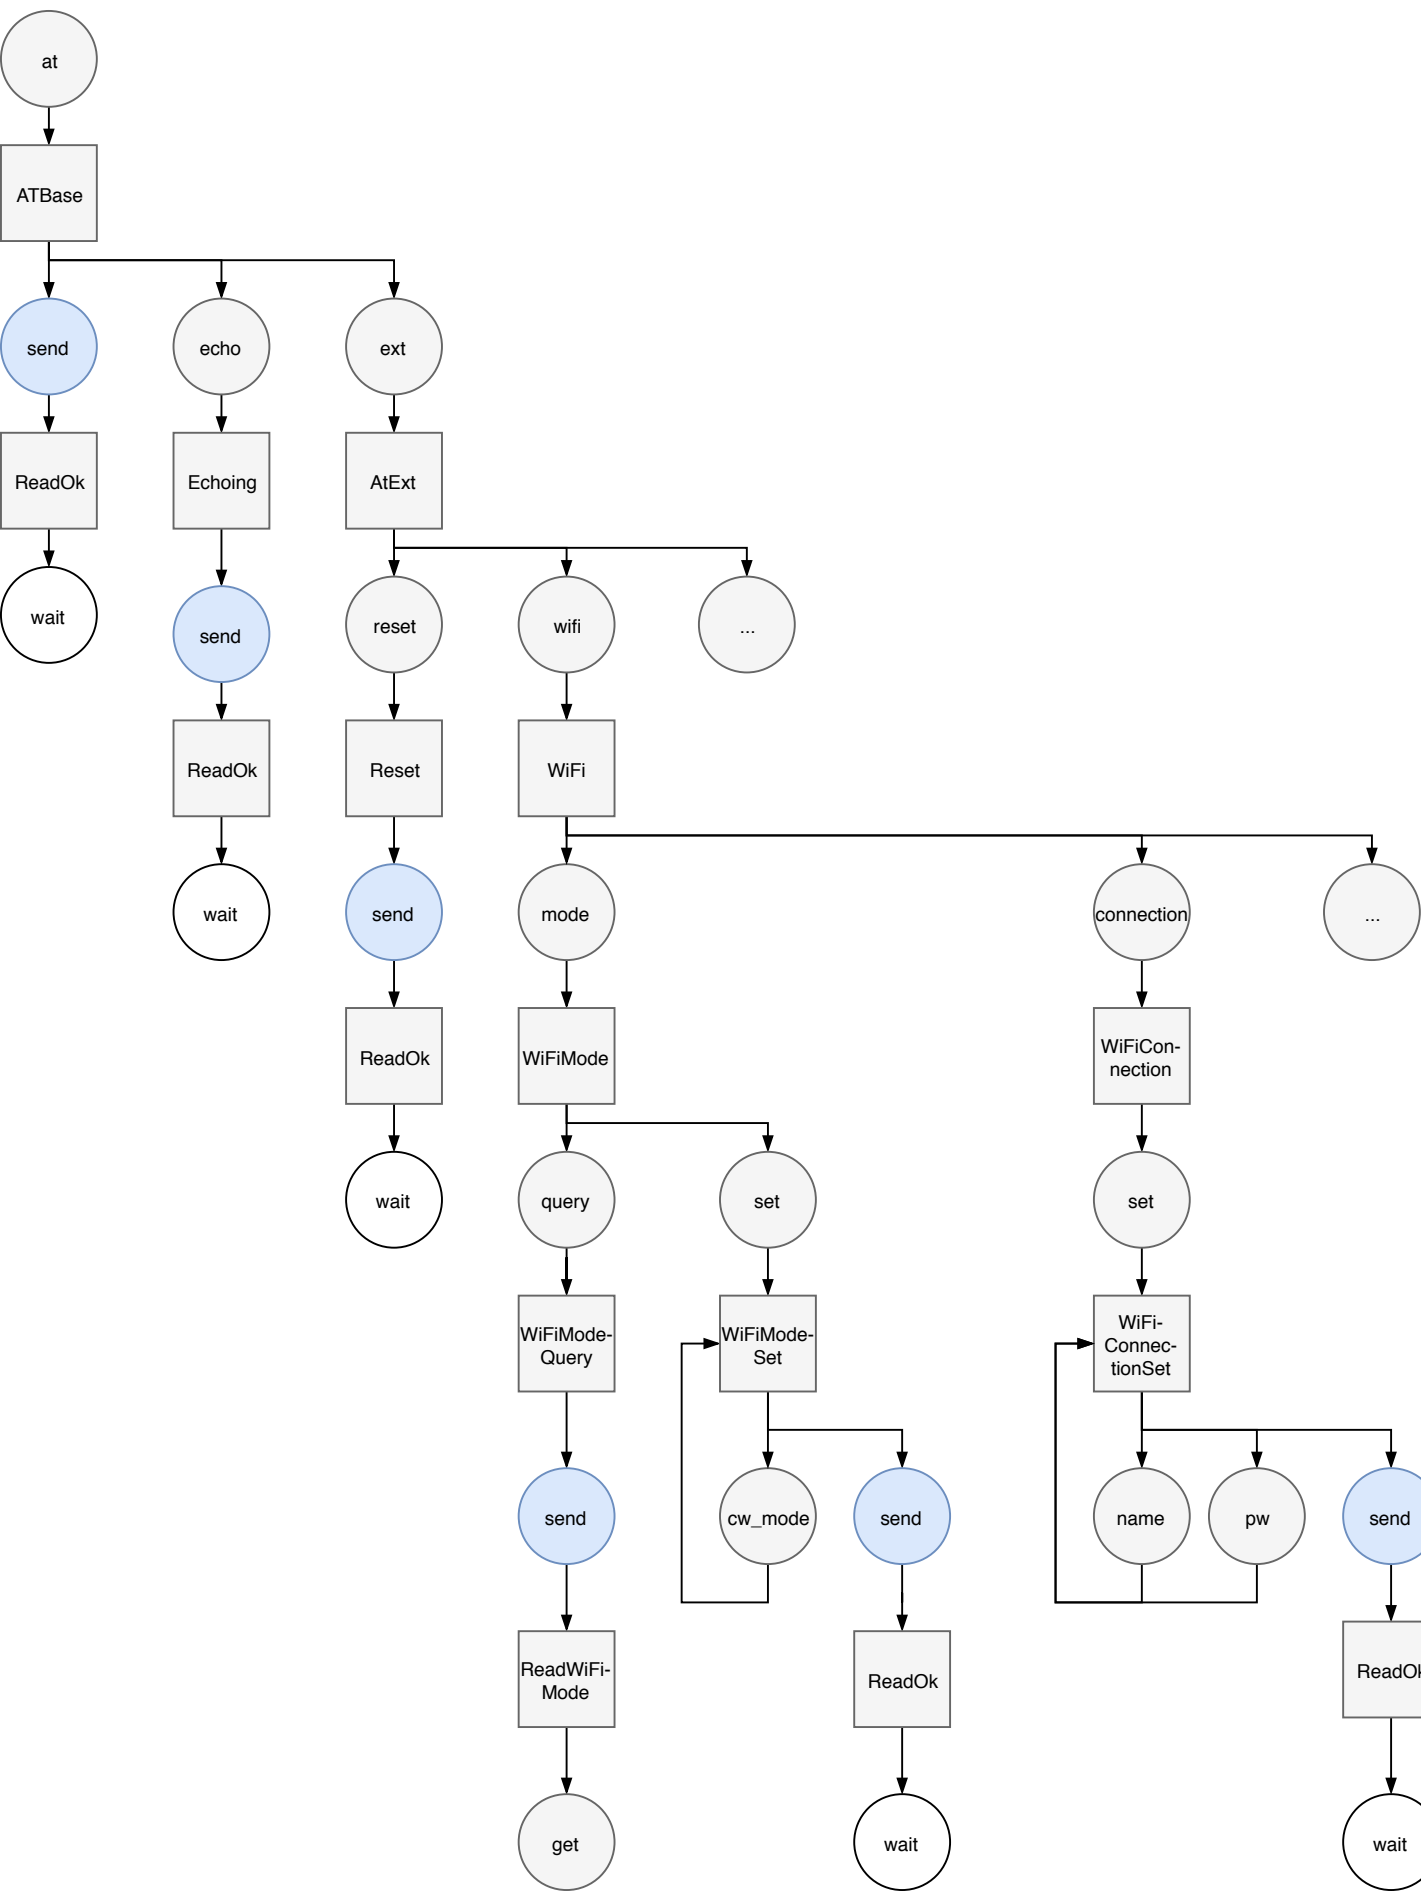 at
ATBase
send
echo
ext
ReadOk
Echoing
AtExt
wait
send
reset
wifi
...
ReadOk
Reset
WiFi
wait
send
mode
connection
...
ReadOk
WiFiMode
WiFiCon-
nection
wait
query
set
set
WiFiMode-
Query
WiFiMode-
Set
WiFi-
Connec-
tionSet
send
cw_mode
send
name
pw
send
ReadWiFi-
Mode
ReadOk
ReadOk
get
wait
wait